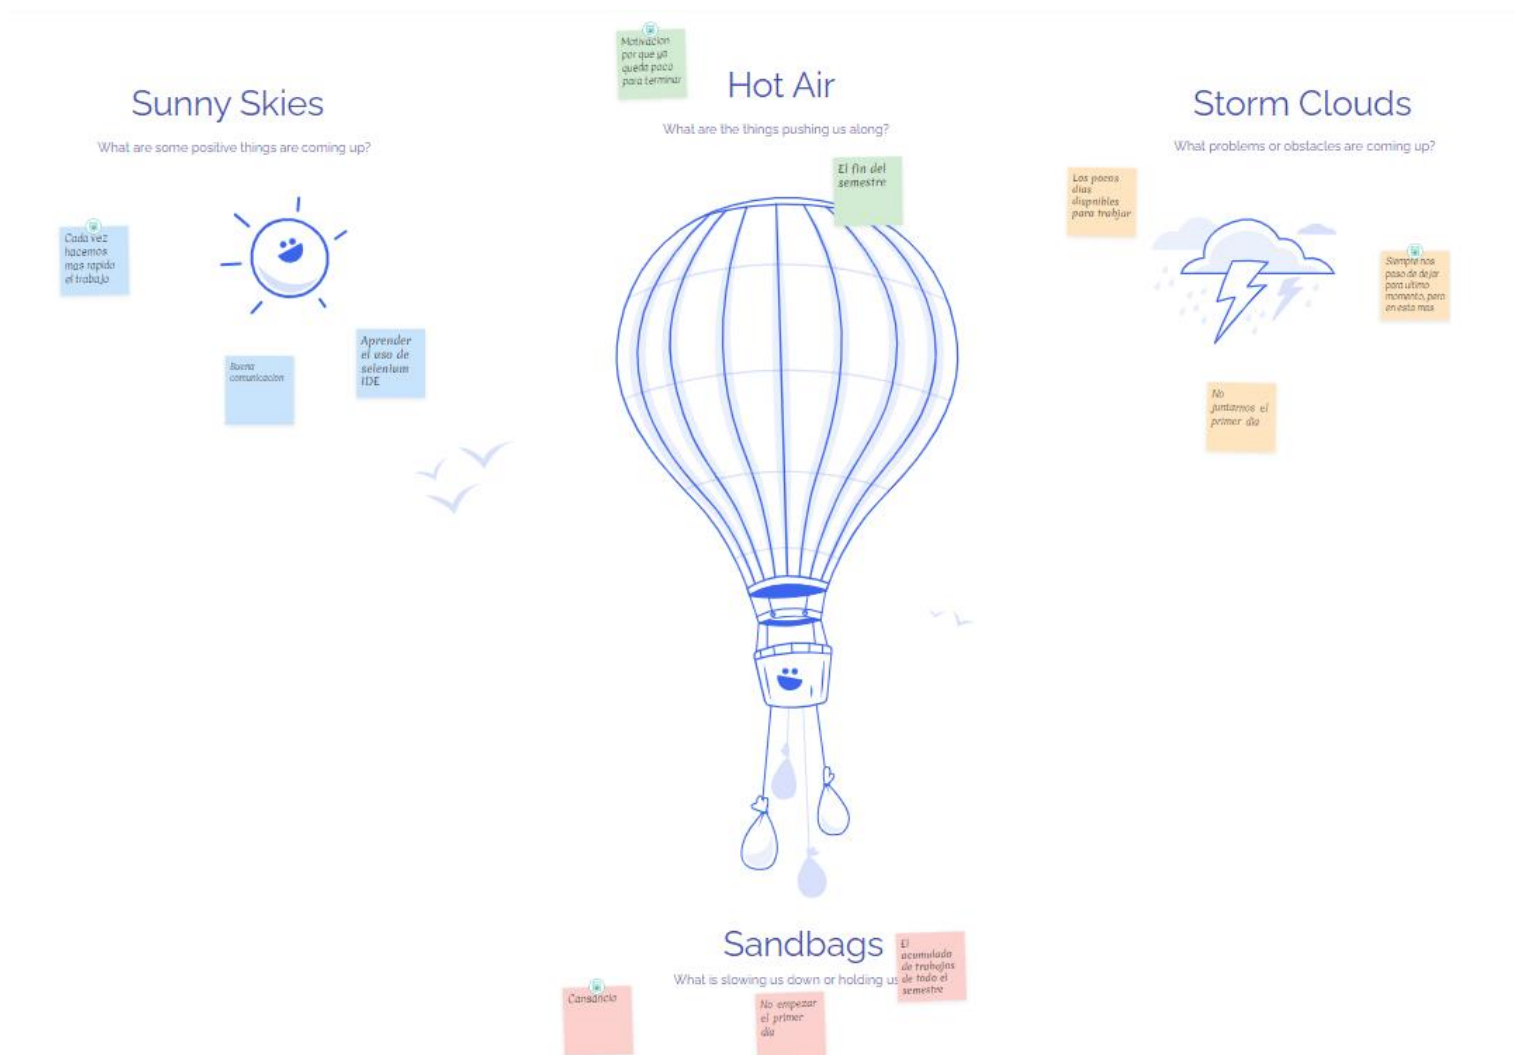 Motivacion
por que ya
queda poco
para terminar
Hot Air
What are the things pushing us along?
El fin del
semestre
Sunny Skies
What are some positive things are coming up?
Cada vez
hacemos
mas rapido
el trabajo
Buena
comunicacion
Aprender
el uso de
selenium
IDE
Storm Clouds
What problems or obstacles are coming up?
Los pocos
dias
dispnibles
para trabjar
Siempre nos
paso de dejar
para ultimo
momento, pero
en esta mas
No
juntarnos el
primer dia
Sandbags
What is slowing us down or holding us
El
acumulado
de trabajos
de todo el
semestre
Cansancio
No empezar
el primer
dia